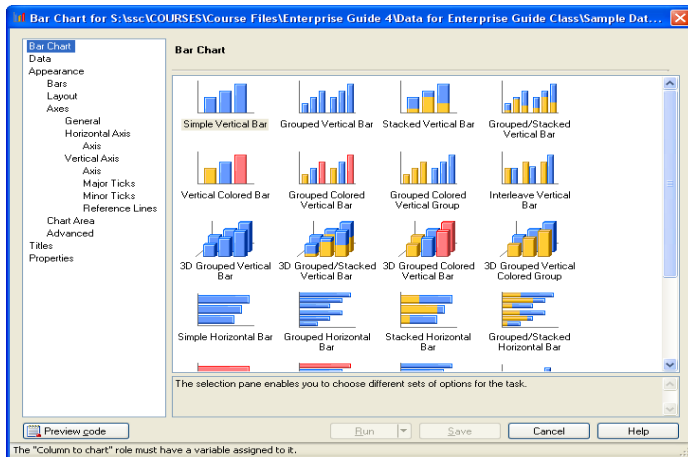 Bar Chart for S:\ssc\COURSES\Course Files\Enterprise Guide 4\Data for Enterprise Guide Class\Sample Dat...
Bar Chart
Data
Appearance
Bars
Layout
Axes
General
Horizontal Axis
Axis
Vertical Axis
Axis
Major Ticks
Minor Ticks
Reference Lines
Chart Area
Advanced
Titles
Properties
Bar Chart
Simple Vertical Bar
Grouped Vertical Bar
Stacked Vertical Bar
Grouped/Stacked
Vertical Bar
Vertical Colored Bar
Grouped Colored
Vertical Bar
Grouped Colored
Vertical Group
Interleave Vertical
Bar
3D Grouped Vertical
Bar
3D Grouped/Stacked
Vertical Bar
3D Grouped Colored
Vertical Bar
3D Grouped Vertical
Colored Group
Simple Horizontal Bar
Grouped Horizontal
Bar
Stacked Horizontal
Bar
Grouped/Stacked
Horizontal Bar
The selection pane enables you to choose different sets of options for the task.
Preview code
Run
Save
Cancel
Help
The "Column to chart" role must have a variable assigned to it.